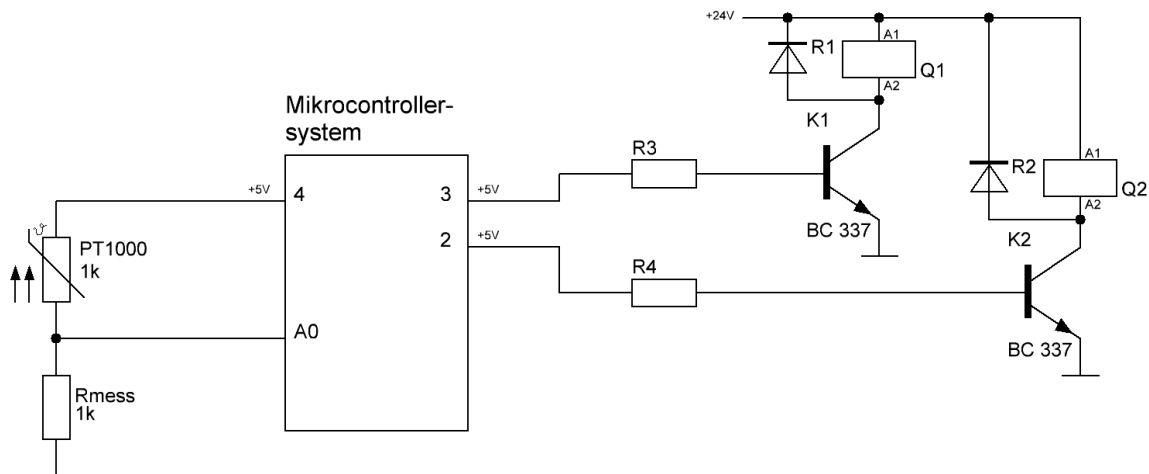 +24V
R1
A1
Q1
A2
K1
Mikrocontroller-
system
R3
+5V
4
3
+5V
2
+5V
BC 337
R2
A1
Q2
A2
K2
ϑ
PT1000
1k
R4
A0
BC 337
Rmess
1k